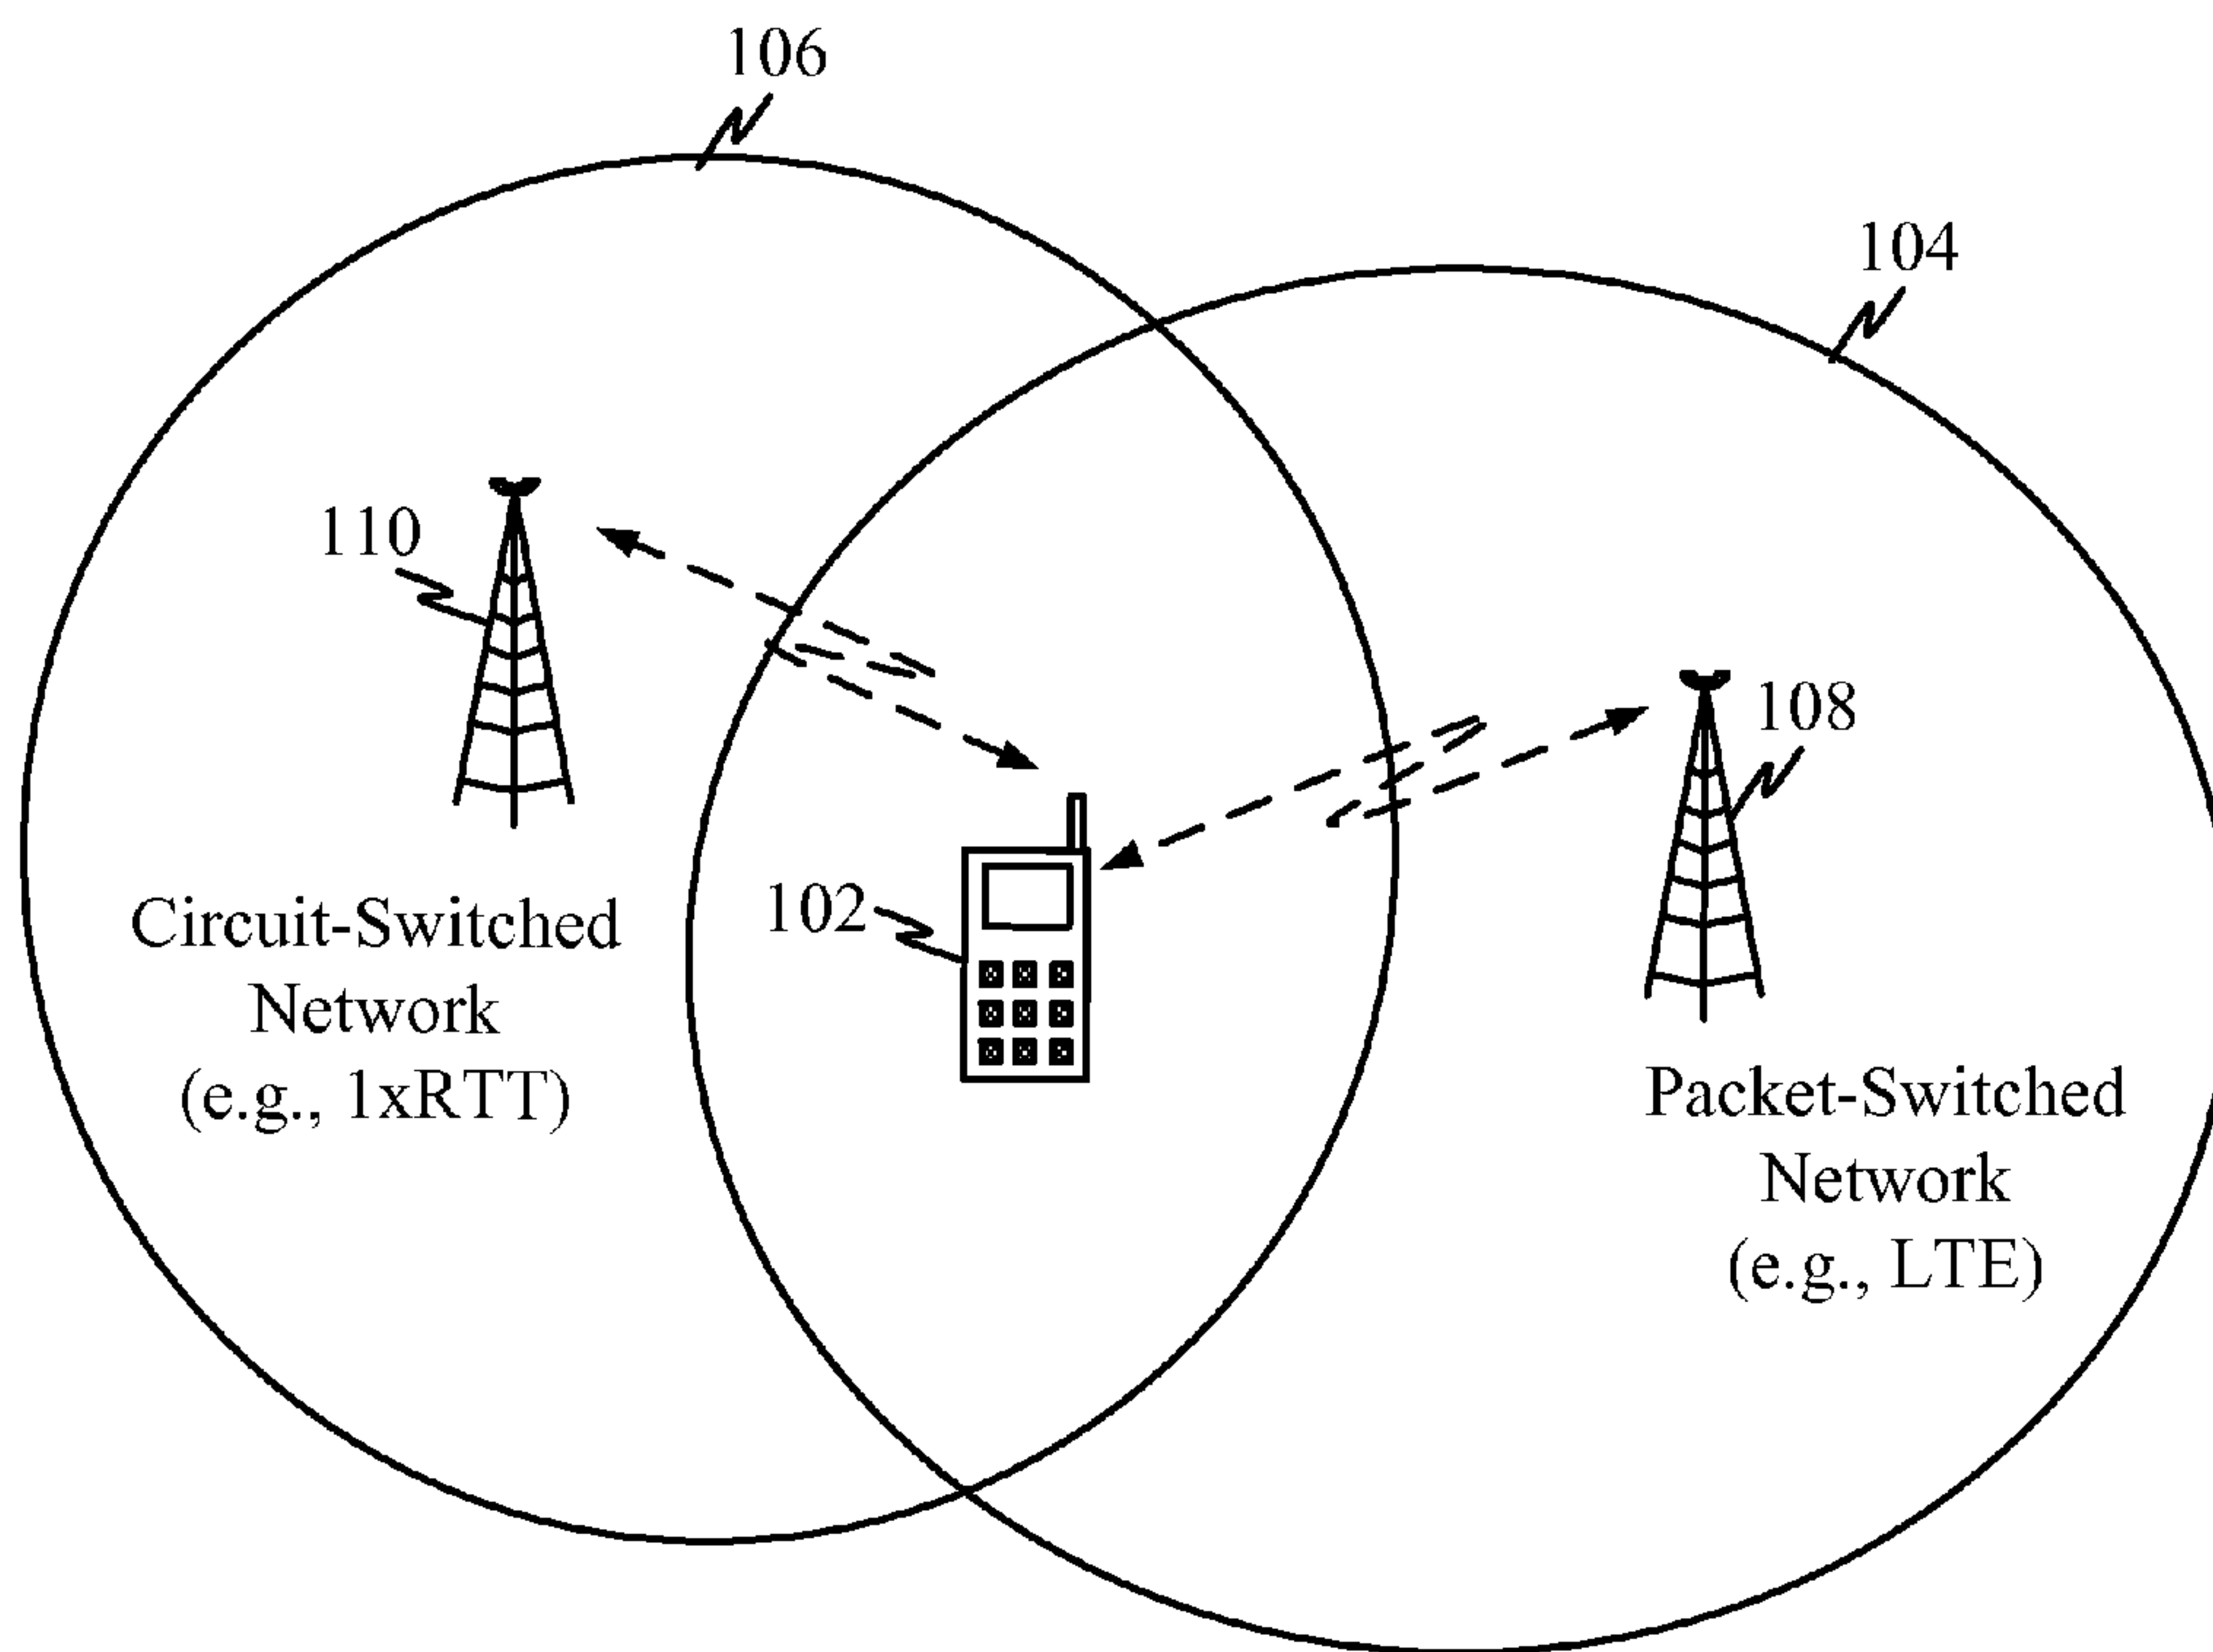 106
104
110
108
102
Circuit-Switched
Network
(e.g., 1xRTT)
Packet-Switched
Network
(e.g., LTE)